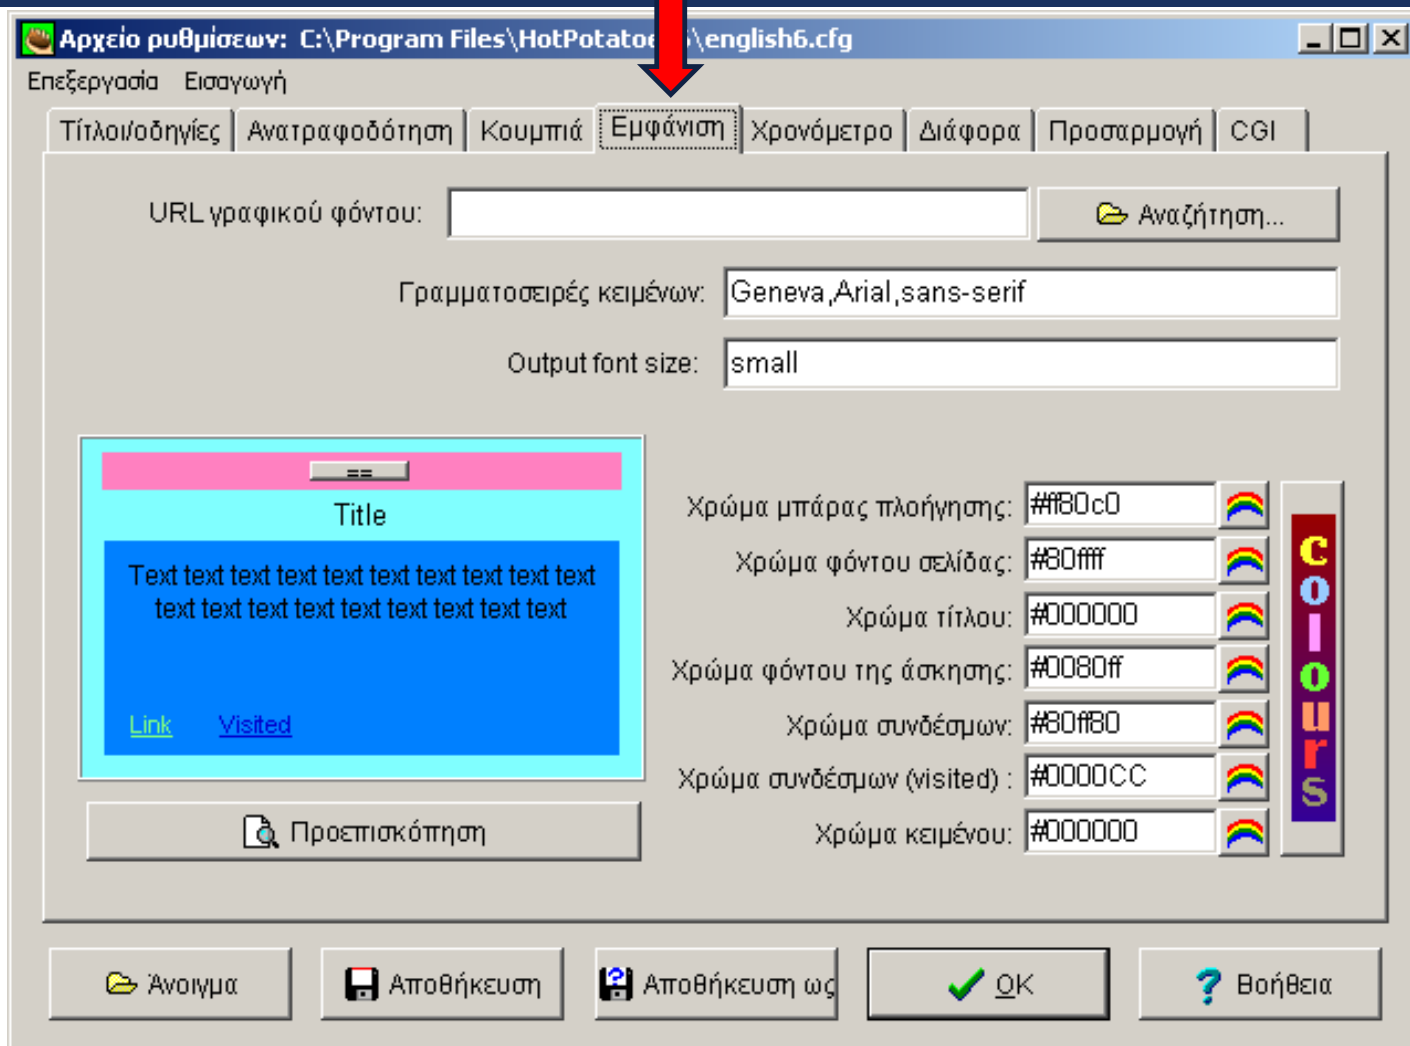 Αρχείο ρυθμίσεων: C:\Program Files\HotPotatoe \english6.cfg
Επεξεργασία Εισαγωγή
Τίτλοι/οδηγίες Ανατραφοδότηση Κουμπιά Εμφάνιση Χρονόμετρο Διάφορα Προσαρμογή CGI
URL γραφικού φόντου: Αναζήτηση...
Γραμματοσειρές κειμένων: Geneva,Arial,sans-serif
Output font size: small
==
Title
Text text text text text text text text text text
text text text text text text text text text
Link Visited
Προεπισκόπηση
Χρώμα μπάρας πλοήγησης: #ff80c0
Χρώμα φόντου σελίδας: #80ffff
Χρώμα τίτλου: #000000
Χρώμα φόντου της άσκησης: #0080ff
Χρώμα συνδέσμων: #80ff80
Χρώμα συνδέσμων (visited) : #0000CC
Χρώμα κειμένου: #000000
Colours
Άνοιγμα Αποθήκευση Αποθήκευση ως OK Βοήθεια